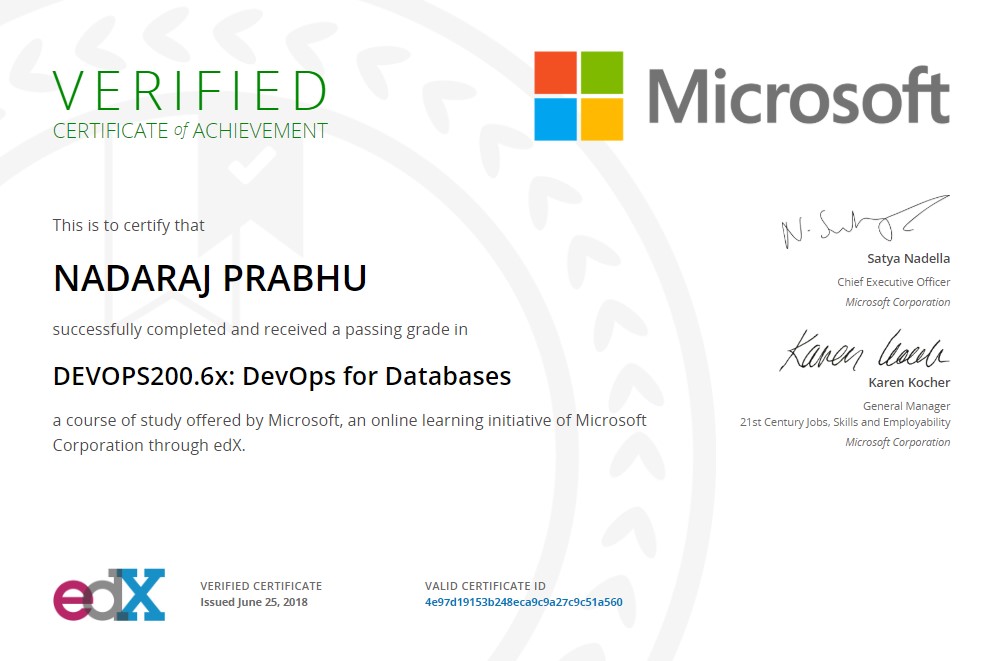 VERIFIED
CERTIFICATE of ACHIEVEMENT
Microsoft
This is to certify that
NADARAJ PRABHU
successfully completed and received a passing grade in
DEVOPS200.6x: DevOps for Databases
a course of study offered by Microsoft, an online learning initiative of Microsoft
Corporation through edX.
N. Satya
Satya Nadella
Chief Executive Officer
Microsoft Corporation
Karen Kocher
Karen Kocher
General Manager
21st Century Jobs, Skills and Employability
Microsoft Corporation
edX
VERIFIED CERTIFICATE
Issued June 25, 2018
VALID CERTIFICATE ID
4e97d19153b248eca9c9a27c9c51a560